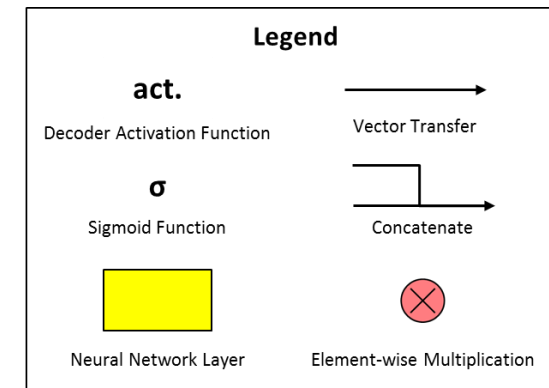 Legend
act.
Decoder Activation Function
Vector Transfer
σ
Sigmoid Function
Concatenate
Neural Network Layer
Element-wise Multiplication